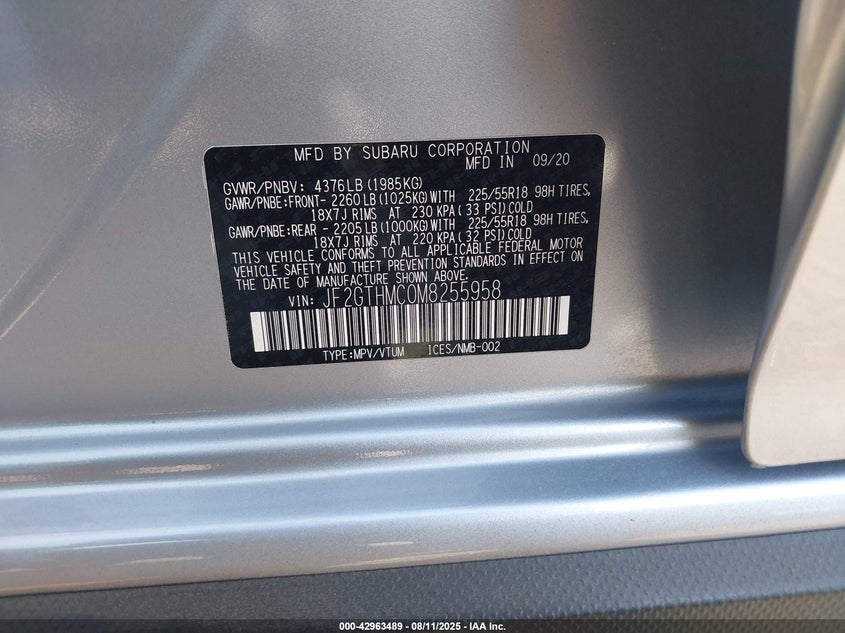 MFD BY SUBARU CORPORATION
MFD IN 09/20
GVWR/PNBV: 4376LB(1985KG)
GAWR/PNBE:FRONT- 2260LB(1025KG)WITH 225/55R18 98H TIRES,
18X7J RIMS AT 230 KPA(33 PSI)COLD
GAWR/PNBE:REAR - 2205LB(1000KG)WITH 225/55R18 98H TIRES,
18X7J RIMS AT 220 KPA(32 PSI)COLD
THIS VEHICLE CONFORMS TO ALL APPLICABLE FEDERAL MOTOR
VEHICLE SAFETY AND THEFT PREVENTION STANDARDS IN EFFECT ON
THE DATE OF MANUFACTURE SHOWN ABOVE.
VIN: JF2GTHMC0M8255958
TYPE:MPV/VTUM ICES/NMB-002
000-42963489 - 08/11/2025 - IAA Inc.